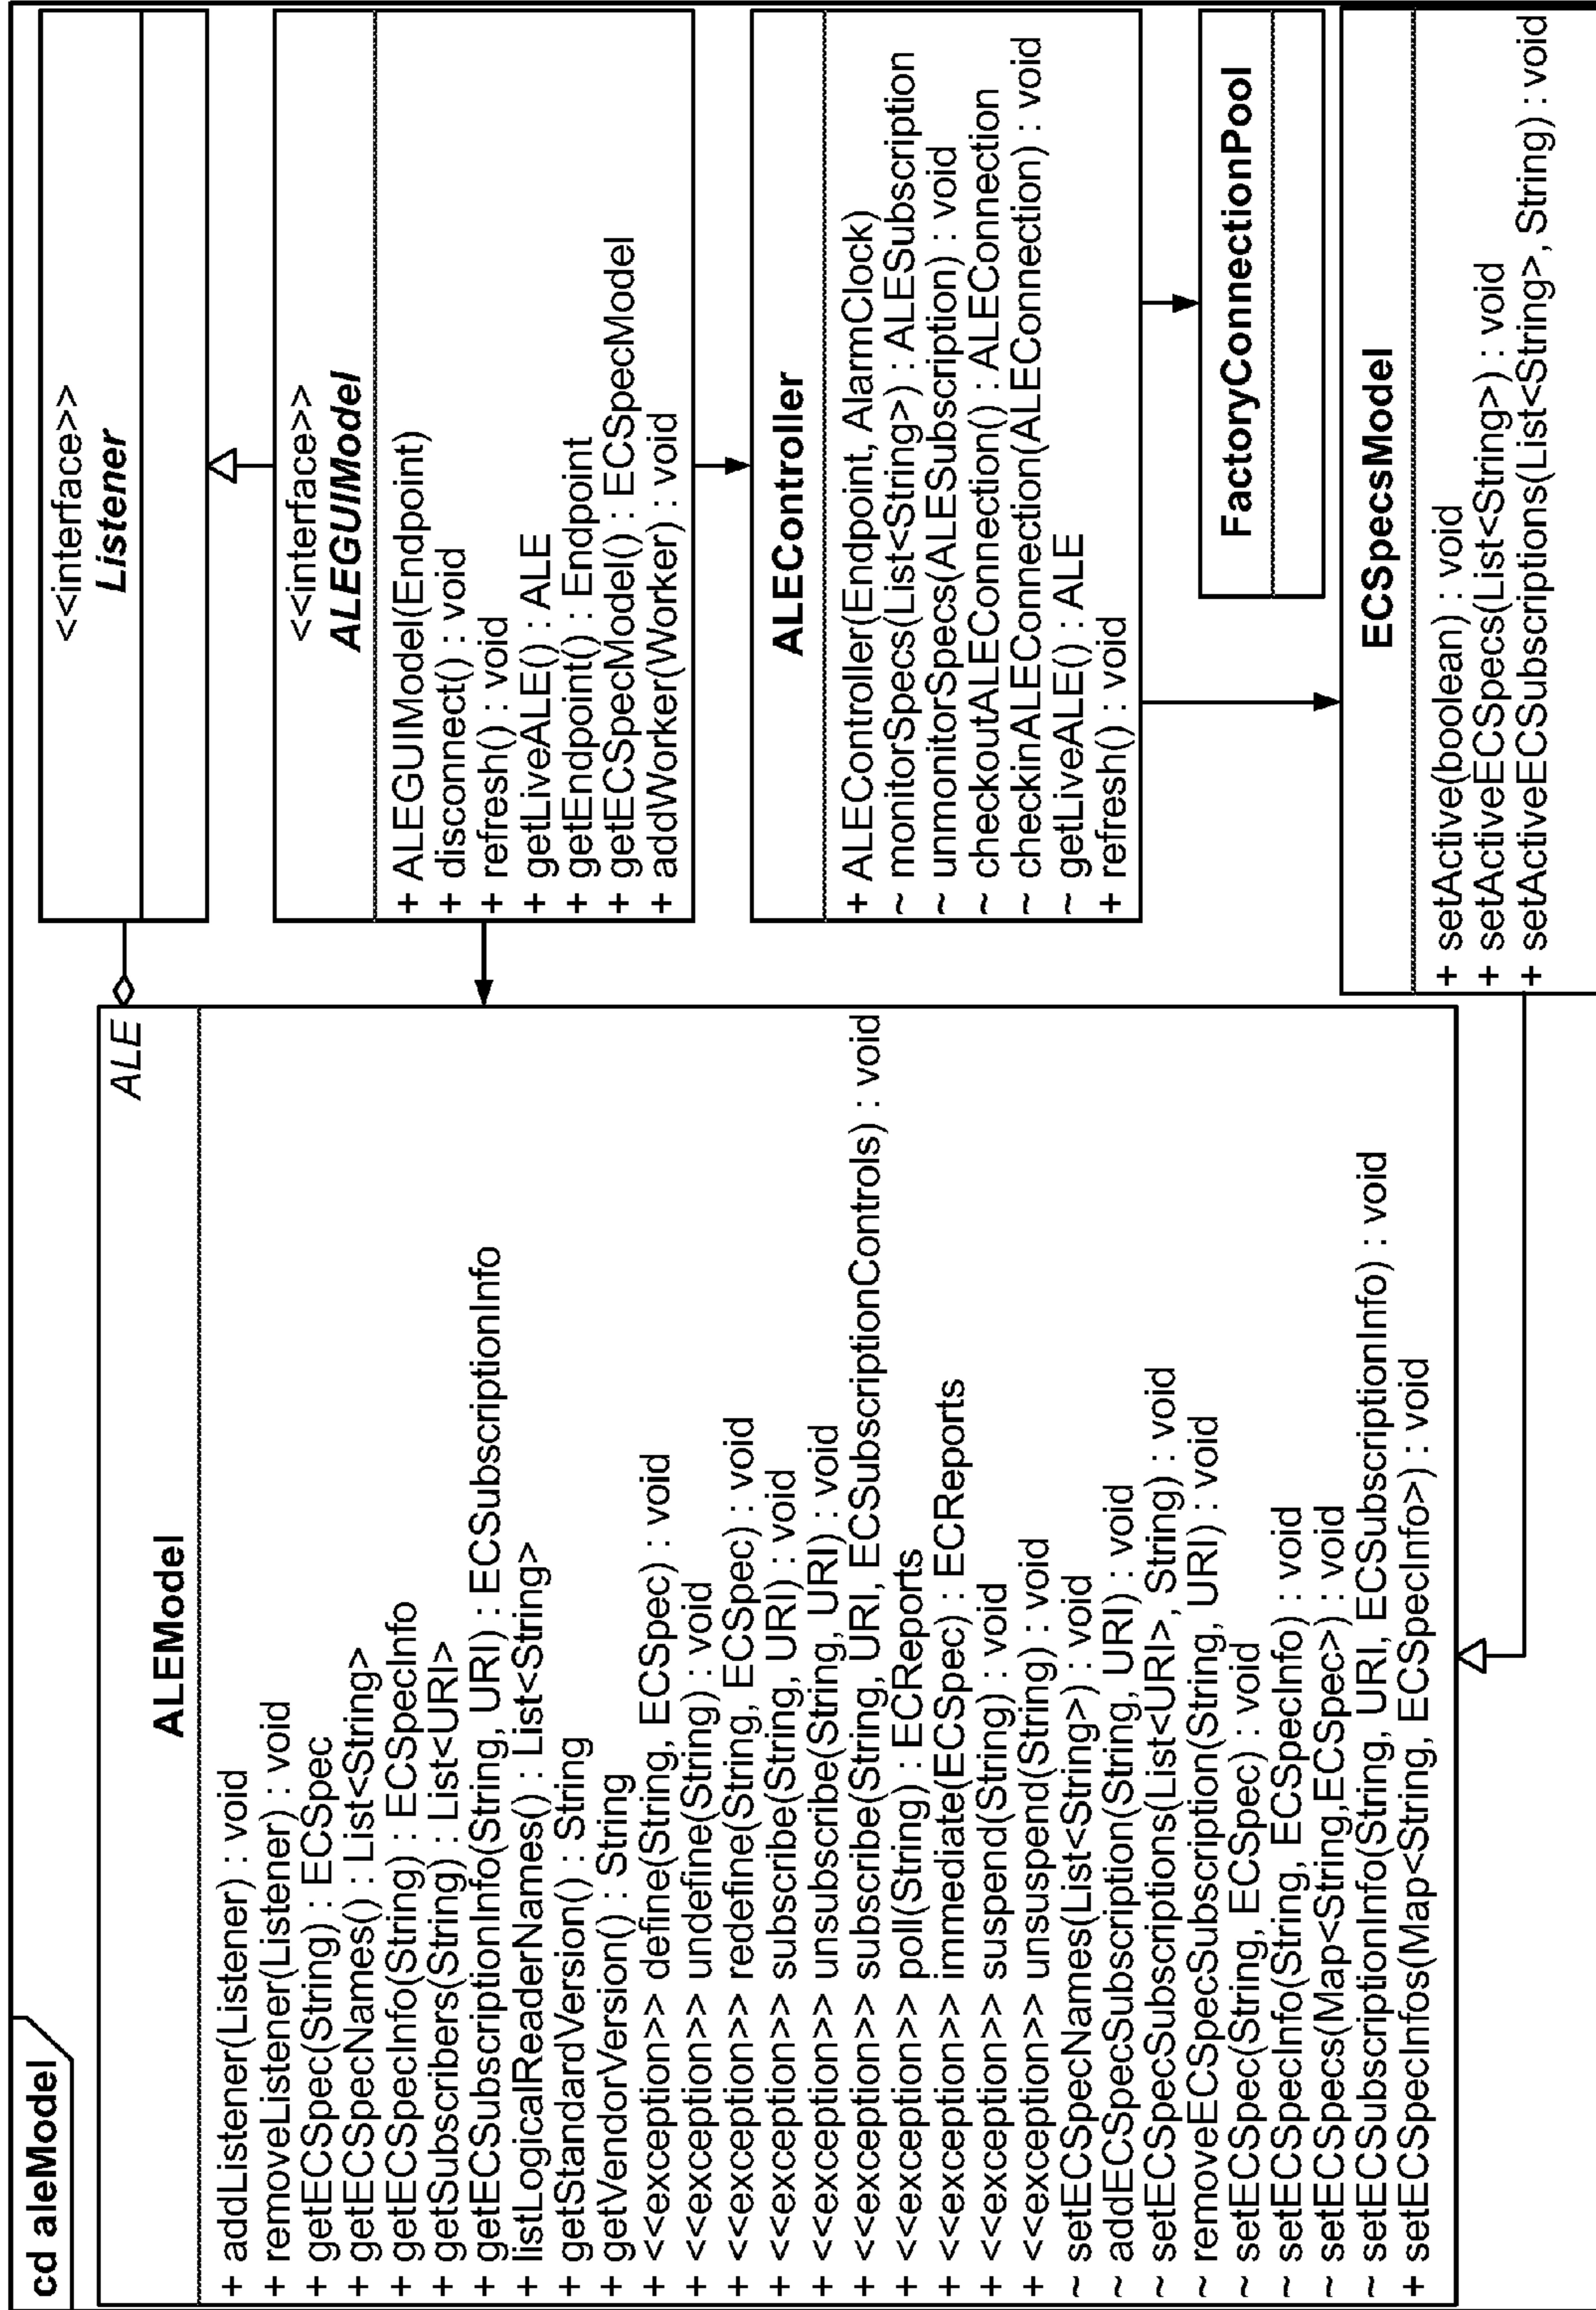 cd aleModel
ALEModel
ALE
+ addListener(Listener) : void
+ removeListener(Listener) : void
+ getECSpec(String) : ECSpec
+ getECSpecNames() : List<String>
+ getECSpecInfo(String) : ECSpecInfo
+ getSubscribers(String) : List<URI>
+ getECSubscriptionInfo(String, URI) : ECSubscriptionInfo
+ listLogicalReaderNames() : List<String>
+ getStandardVersion() : String
+ getVendorVersion() : String
+ <<exception>> define(String, ECSpec) : void
+ <<exception>> undefine(String) : void
+ <<exception>> redefine(String, ECSpec) : void
+ <<exception>> subscribe(String, URI) : void
+ <<exception>> unsubscribe(String, URI) : void
+ <<exception>> subscribe(String, URI, ECSubscriptionControls) : void
+ <<exception>> poll(String) : ECReports
+ <<exception>> immediate(ECSpec) : ECReports
+ <<exception>> suspend(String) : void
+ <<exception>> unsuspend(String) : void
~ setECSpecNames(List<String>) : void
~ addECSpecSubscription(String, URI) : void
~ setECSpecSubscriptions(List<URI>, String) : void
~ removeECSpecSubscription(String, URI) : void
~ setECSpec(String, ECSpec) : void
~ setECSpecInfo(String, ECSpecInfo) : void
~ setECSpecs(Map<String,ECSpec>) : void
~ setECSubscriptionInfo(String, URI, ECSubscriptionInfo) : void
+ setECSpecInfos(Map<String, ECSpecInfo>) : void
<<interface>>
Listener
<<interface>>
ALEGUIModel
+ ALEGUIModel(Endpoint)
+ disconnect() : void
+ refresh() : void
+ getLiveALE() : ALE
+ getEndpoint() : Endpoint
+ getECSpecModel() : ECSpecModel
+ addWorker(Worker) : void
ALEController
+ ALEController(Endpoint, AlarmClock)
~ monitorSpecs(List<String>) : ALESubscription
~ unmonitorSpecs(ALESubscription) : void
~ checkoutALEConnection() : ALEConnection
~ checkinALEConnection(ALEConnection) : void
~ getLiveALE() : ALE
+ refresh() : void
FactoryConnectionPool
ECSpecsModel
+ setActive(boolean) : void
+ setActiveECSpecs(List<String>) : void
+ setActiveECSubscriptions(List<String>, String) : void